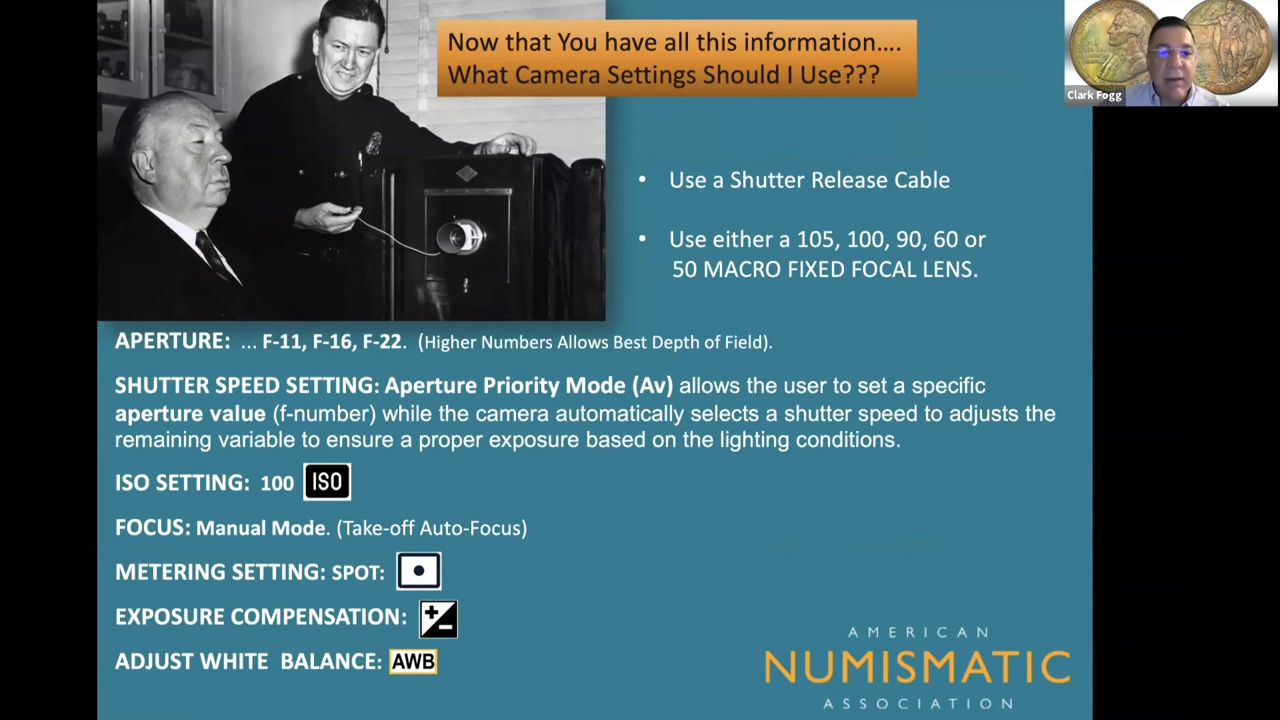 Now that You have all this information....
What Camera Settings Should I Use???
Clark Fogg
• Use a Shutter Release Cable
• Use either a 105, 100, 90, 60 or
50 MACRO FIXED FOCAL LENS.
APERTURE: ... F-11, F-16, F-22. (Higher Numbers Allows Best Depth of Field).
SHUTTER SPEED SETTING: Aperture Priority Mode (Av) allows the user to set a specific
aperture value (f-number) while the camera automatically selects a shutter speed to adjusts the
remaining variable to ensure a proper exposure based on the lighting conditions.
ISO SETTING: 100 ISO
FOCUS: Manual Mode. (Take-off Auto-Focus)
METERING SETTING: SPOT:
EXPOSURE COMPENSATION: +-
ADJUST WHITE BALANCE: AWB
AMERICAN
NUMISMATIC
ASSOCIATION